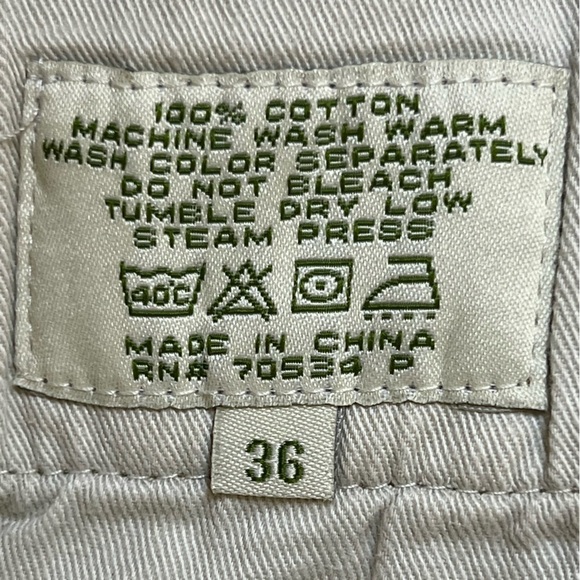 100% COTTON
MACHINE WASH WARM
WASH COLOR SEPARATELY
DO NOT BLEACH
TUMBLE DRY LOW
STEAM PRESS
40C
MADE IN CHINA
RN# 70534 P
36